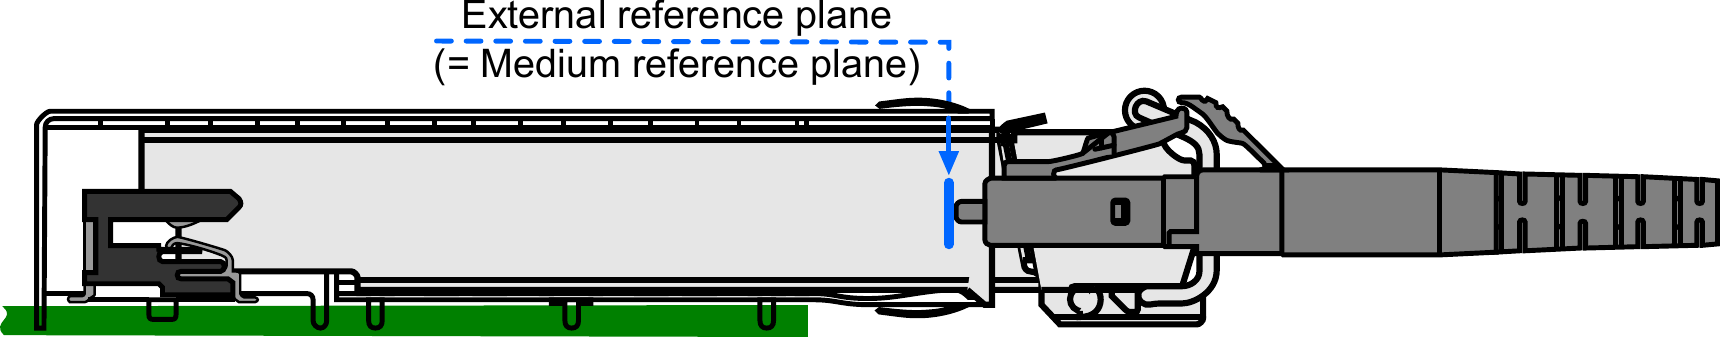 External reference plane
(= Medium reference plane)